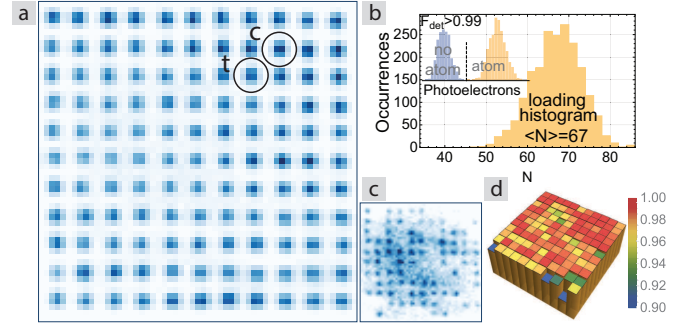 a
c
t
b
F_det>0.99
no
atom
atom
Photoelectrons
loading
histogram
<N>=67
Occurrences
250
200
150
100
50
0
40
50
60
70
80
N
c
d
1.00
0.98
0.96
0.94
0.92
0.90